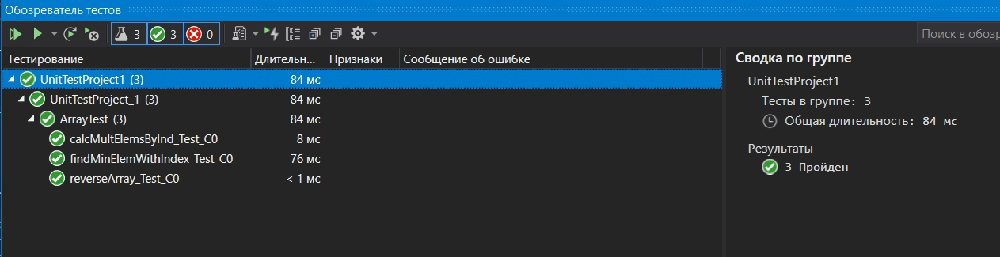 Обозреватель тестов
3 3 0 Поиск в обоз
Тестирование Длительн... Признаки Сообщение об ошибке
UnitTestProject1 (3) 84 мс
UnitTestProject_1 (3) 84 мс
ArrayTest (3) 84 мс
calcMultElemsByInd_Test_C0 8 мс
findMinElemWithIndex_Test_C0 76 мс
reverseArray_Test_C0 < 1 мс
Сводка по группе
UnitTestProject1
Тесты в группе: 3
Общая длительность: 84 мс
Результаты
3 Пройден